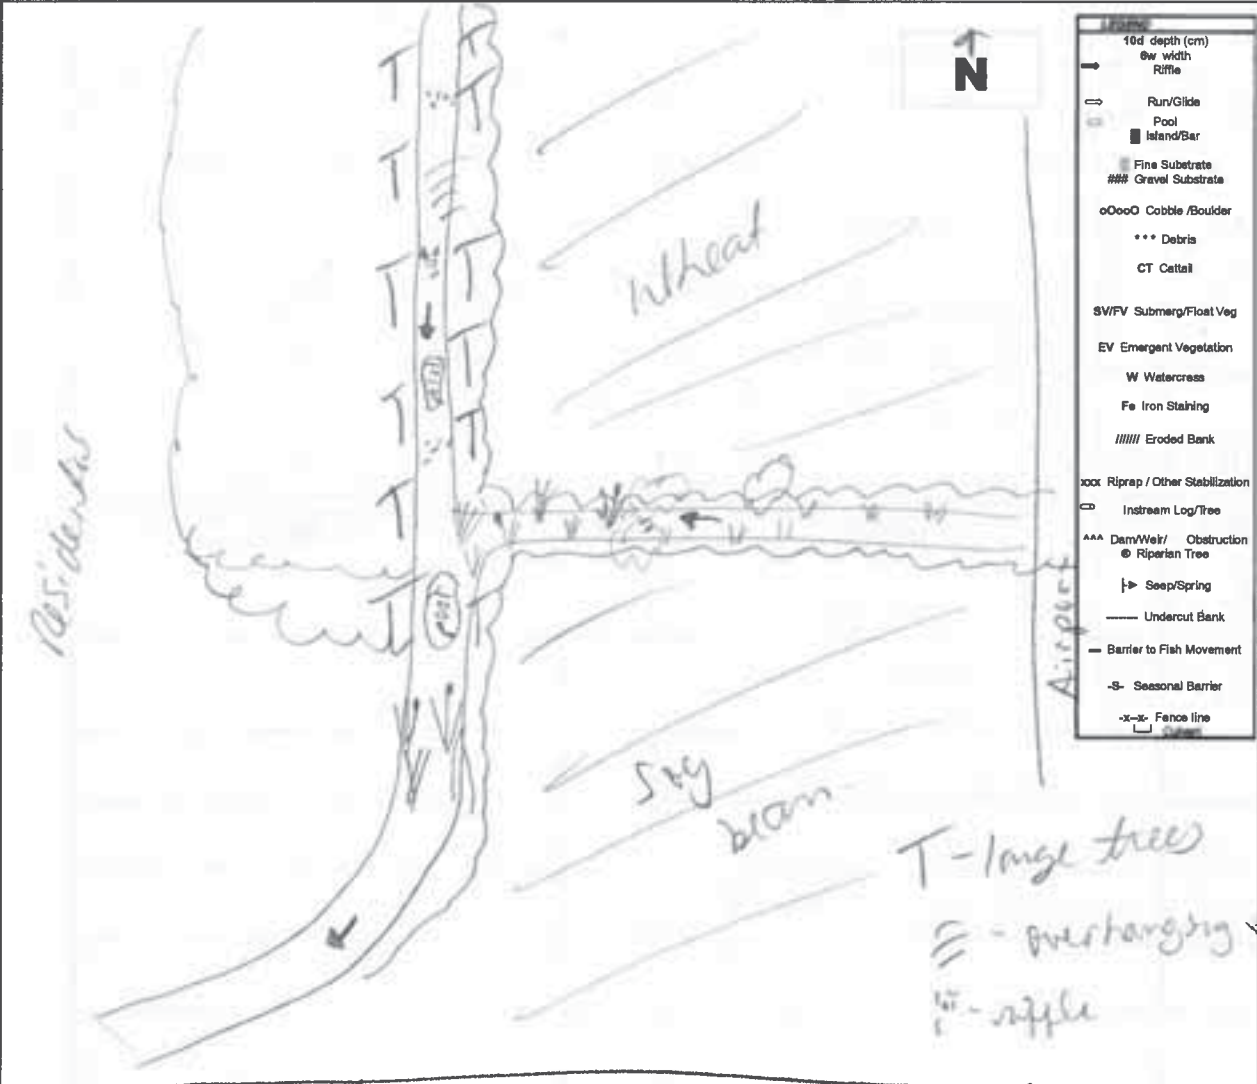 N
LEGEND
10d depth (cm)
6w width
Riffle
Run/Glide
Pool
Island/Bar
Fine Substrate
### Gravel Substrate
oOooO Cobble /Boulder
*** Debris
CT Cattail
SV/FV Submerg/Float Veg
EV Emergent Vegetation
W Watercress
Fe Iron Staining
/////// Eroded Bank
xxx Riprap / Other Stabilization
Instream Log/Tree
^^^ Dam/Weir/ Obstruction
Riparian Tree
Seep/Spring
------ Undercut Bank
Barrier to Fish Movement
-S- Seasonal Barrier
-x--x- Fence line
Culvert
Wheat
Airport
Soy
bean
T - large trees
- overhanging
- riffle